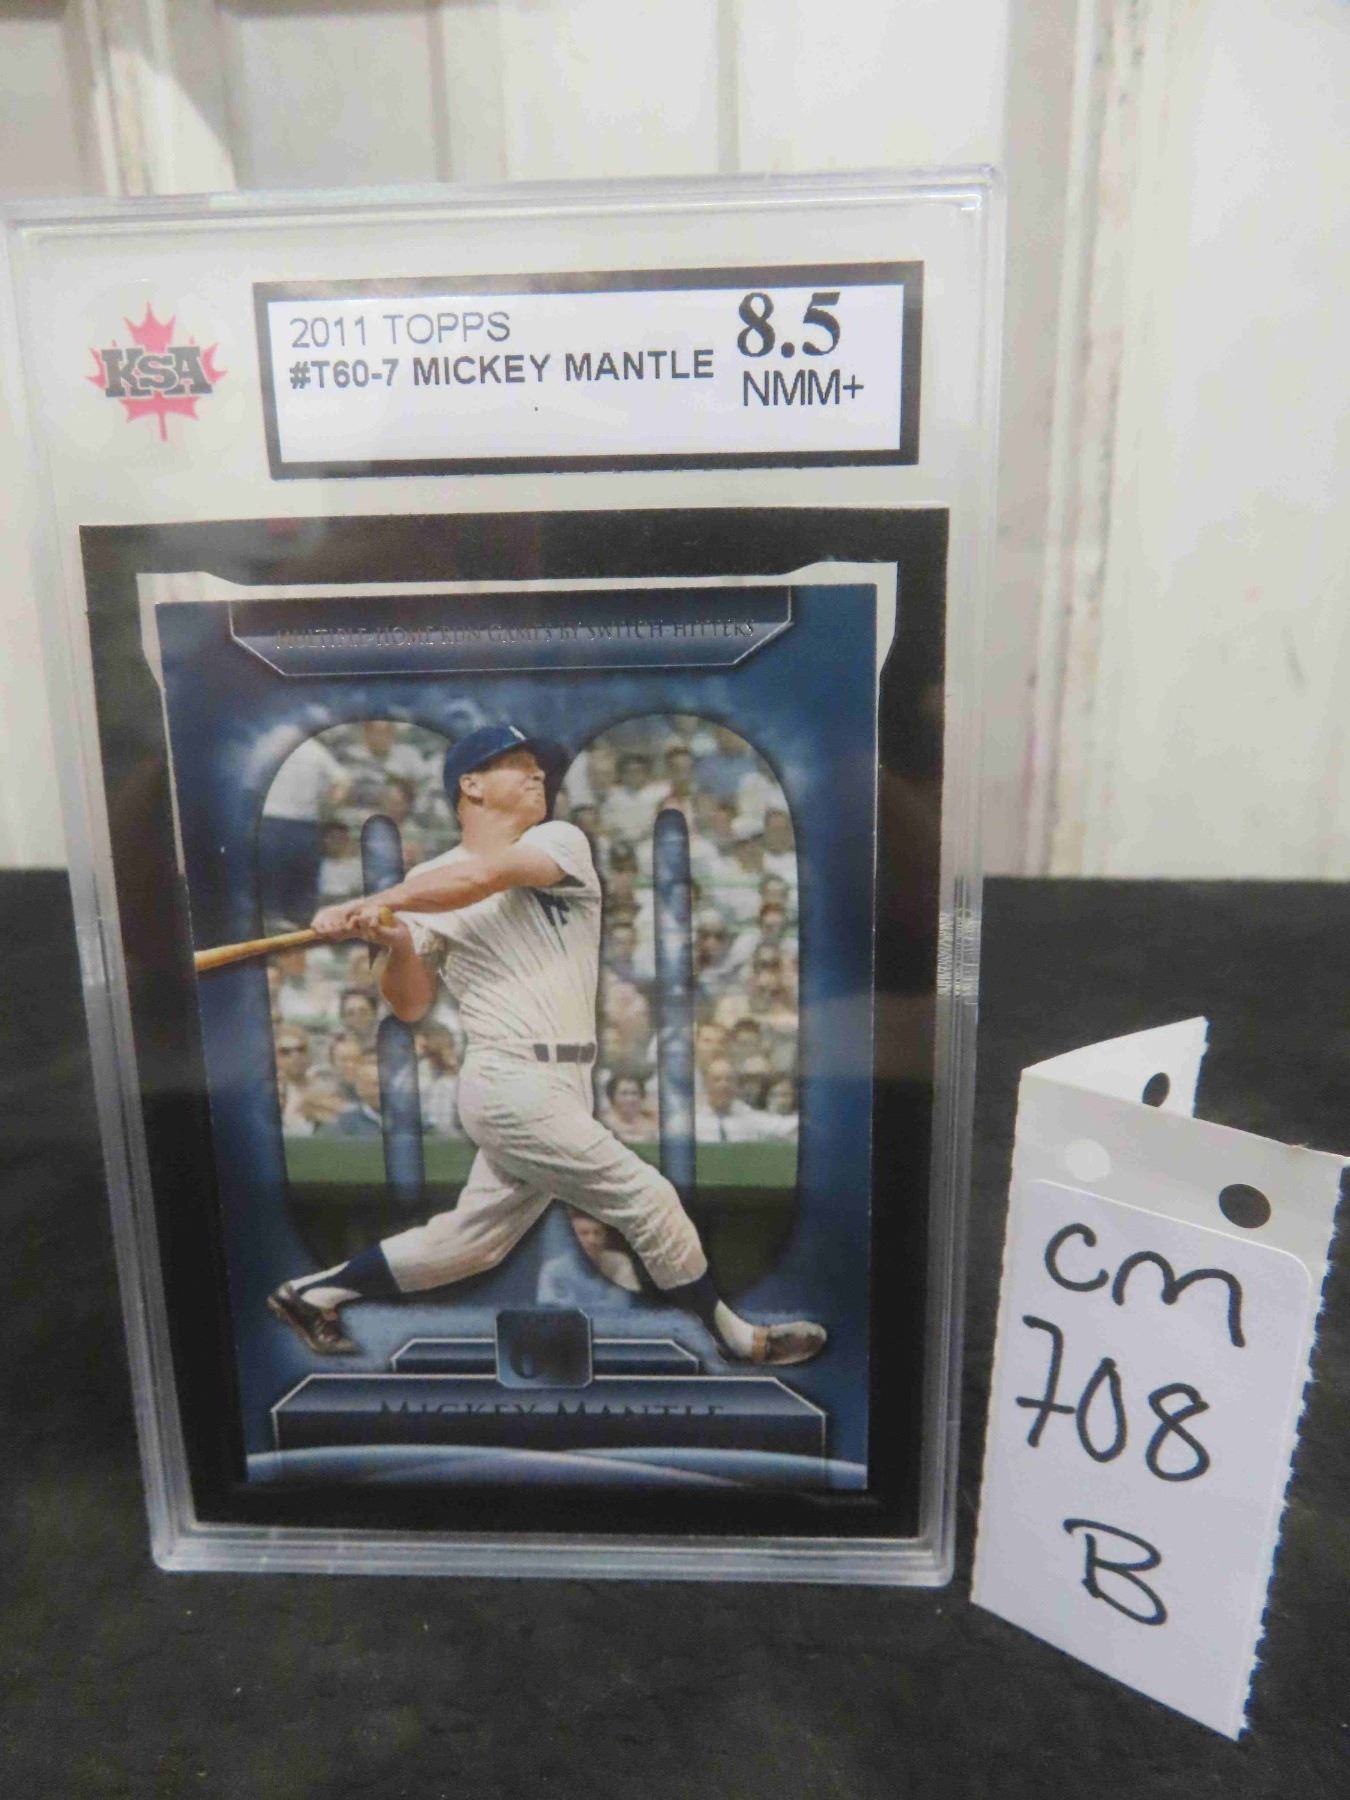 KSA
2011 TOPPS
#T60-7 MICKEY MANTLE
8.5
NMM+
MULTIPLE HOME RUN GAMES BY SWITCH-HITTERS
60
MICKEY MANTLE
CM
708
B